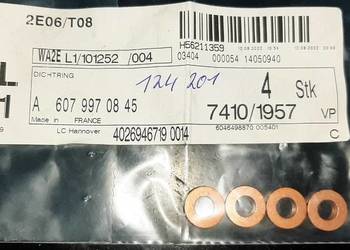 2E06/T08
WA2E L1/101252 /004
H56211359
03404 000054 14050940
DICHTRING
124 201
4 Stk
A 607 997 08 45
7410/1957 VP
Made in FRANCE
LC Hannover
4026946719 0014
6046498870 005401
C